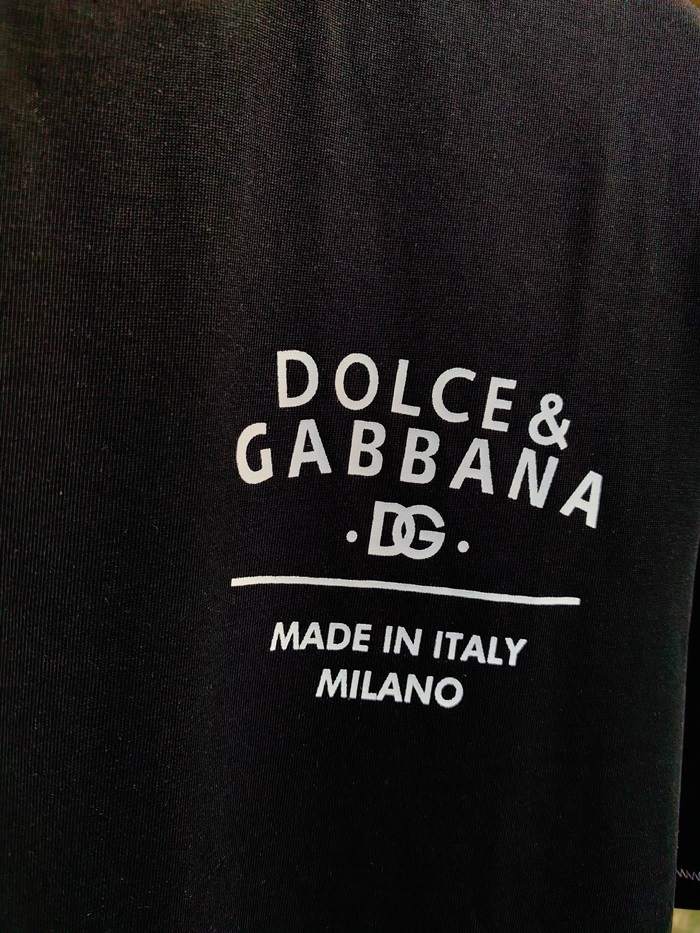 DOLCE&
GABBANA
·DG·
MADE IN ITALY
MILANO